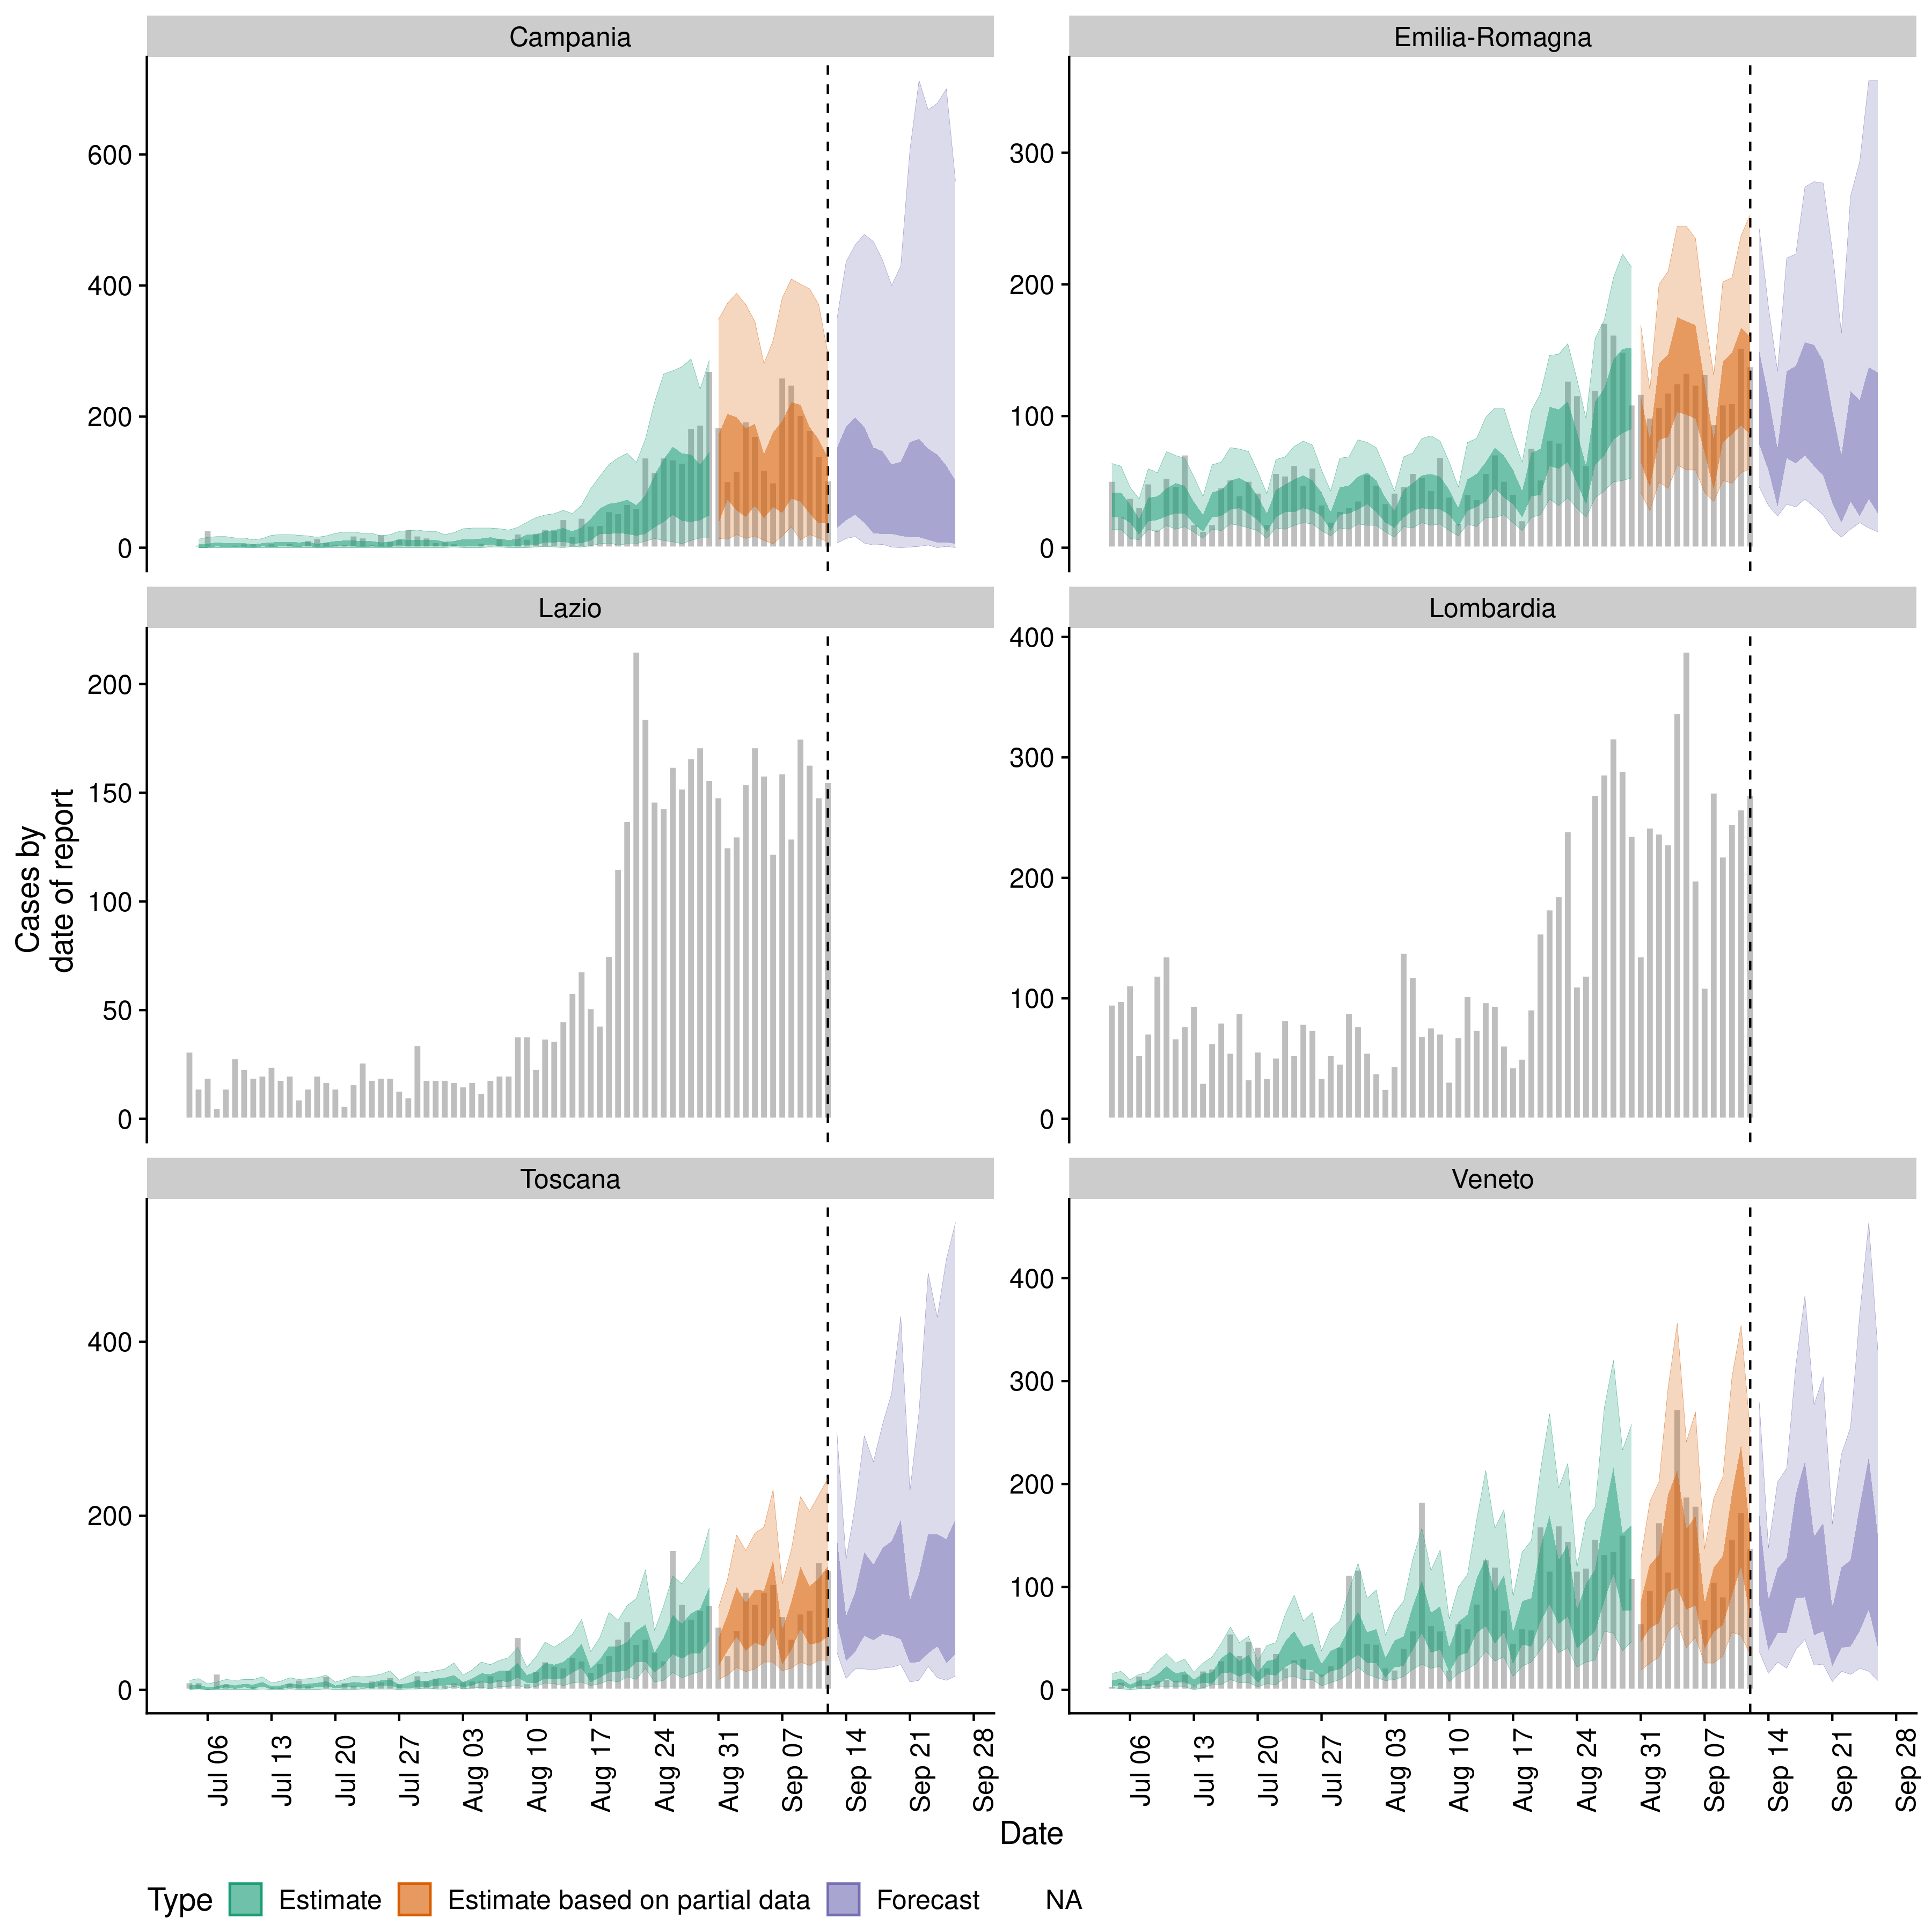 Campania
Emilia-Romagna
600
400
200
0
300
200
100
0
Lazio
Lombardia
200
150
100
50
0
400
300
200
100
0
Cases by
date of report
Toscana
Veneto
400
200
0
400
300
200
100
0
Jul 06
Jul 13
Jul 20
Jul 27
Aug 03
Aug 10
Aug 17
Aug 24
Aug 31
Sep 07
Sep 14
Sep 21
Sep 28
Jul 06
Jul 13
Jul 20
Jul 27
Aug 03
Aug 10
Aug 17
Aug 24
Aug 31
Sep 07
Sep 14
Sep 21
Sep 28
Date
Type Estimate Estimate based on partial data Forecast NA